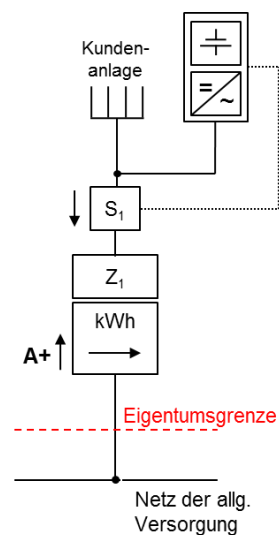 Kunden-
anlage
=
~
S₁
Z₁
kWh
A+
Eigentumsgrenze
Netz der allg.
Versorgung